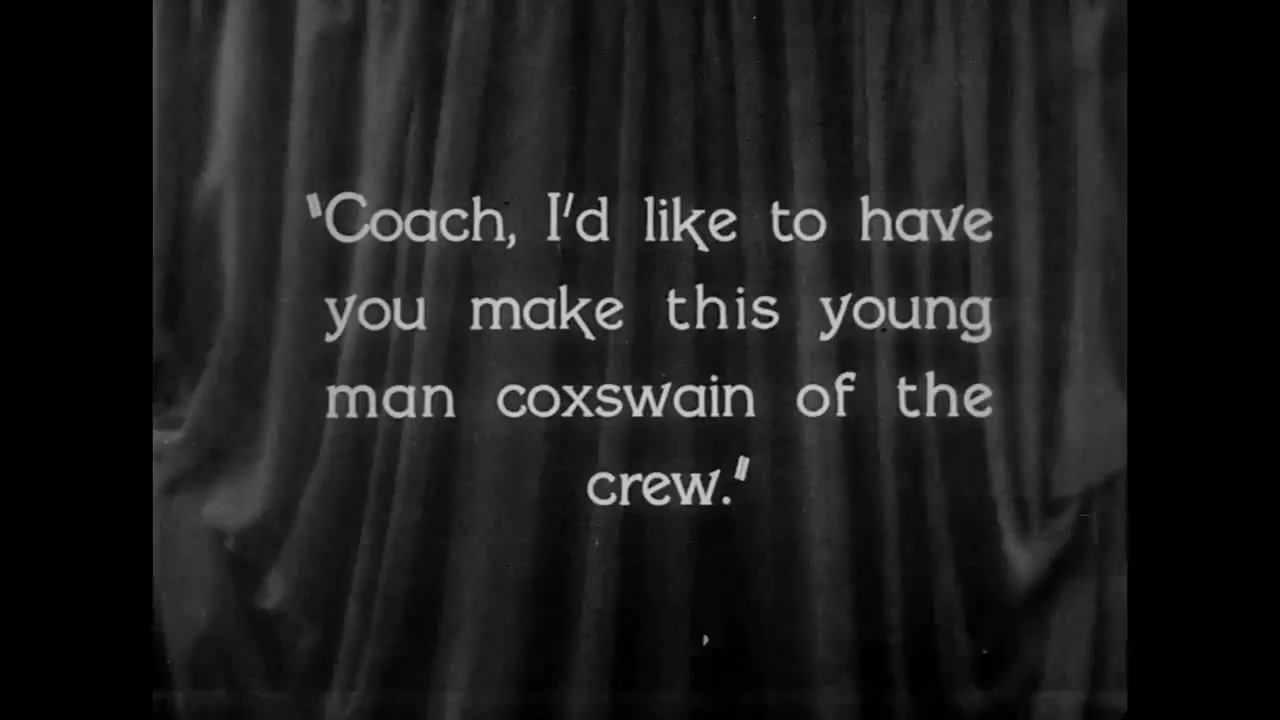 "Coach, I'd like to have
you make this young
man coxswain of the
crew."